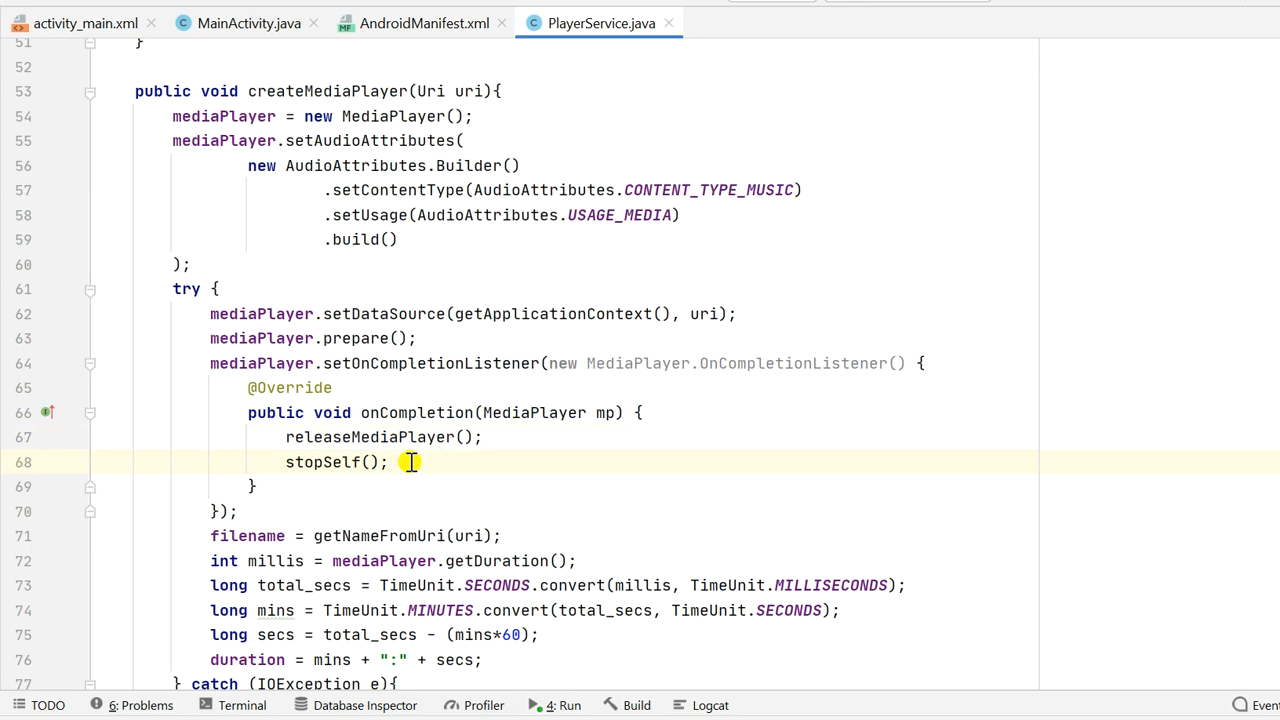 activity_main.xml MainActivity.java AndroidManifest.xml PlayerService.java
51 }
52
53 public void createMediaPlayer(Uri uri){
54 mediaPlayer = new MediaPlayer();
55 mediaPlayer.setAudioAttributes(
56 new AudioAttributes.Builder()
57 .setContentType(AudioAttributes.CONTENT_TYPE_MUSIC)
58 .setUsage(AudioAttributes.USAGE_MEDIA)
59 .build()
60 );
61 try {
62 mediaPlayer.setDataSource(getApplicationContext(), uri);
63 mediaPlayer.prepare();
64 mediaPlayer.setOnCompletionListener(new MediaPlayer.OnCompletionListener() {
65 @Override
66 public void onCompletion(MediaPlayer mp) {
67 releaseMediaPlayer();
68 stopSelf();
69 }
70 });
71 filename = getNameFromUri(uri);
72 int millis = mediaPlayer.getDuration();
73 long total_secs = TimeUnit.SECONDS.convert(millis, TimeUnit.MILLISECONDS);
74 long mins = TimeUnit.MINUTES.convert(total_secs, TimeUnit.SECONDS);
75 long secs = total_secs - (mins*60);
76 duration = mins + ":" + secs;
77 } catch (IOException e){
TODO 6: Problems Terminal Database Inspector Profiler 4: Run Build Logcat Even